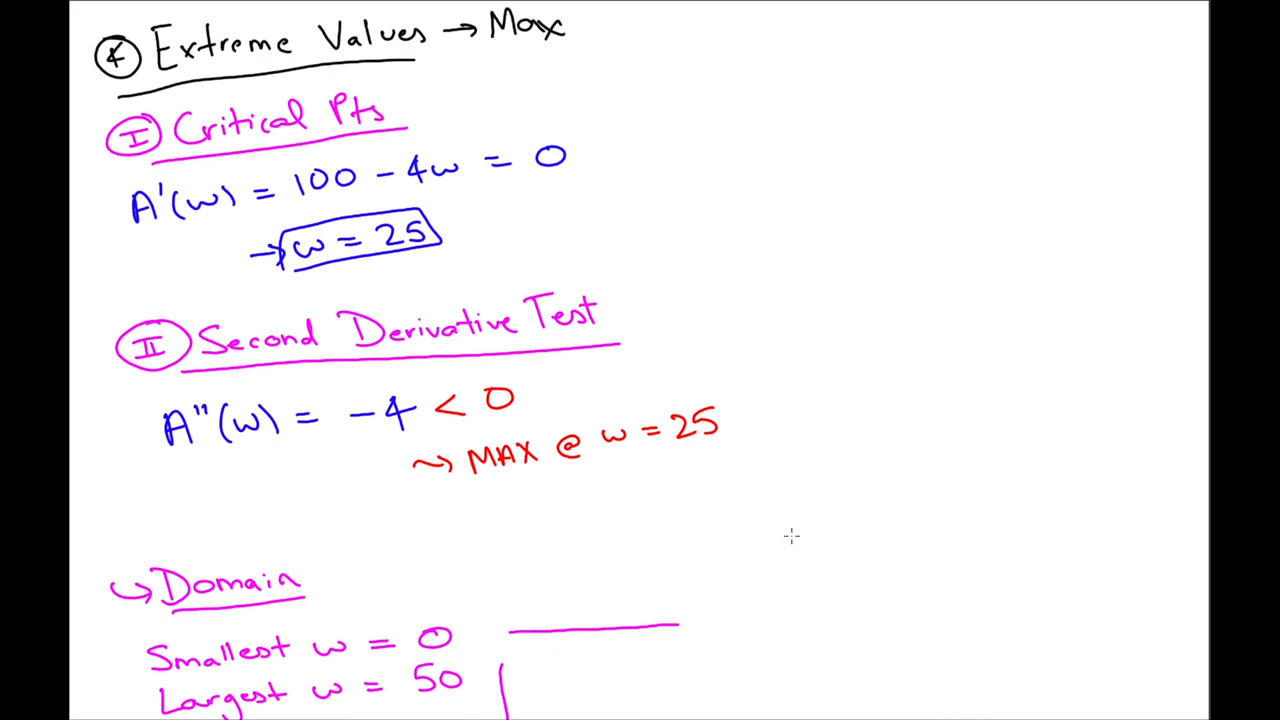 ④ Extreme Values → Max
Ⅰ Critical Pts
A'(w) = 100 - 4w = 0
→ w = 25
Ⅱ Second Derivative Test
A''(w) = -4 < 0
↝ MAX @ w = 25
↪ Domain
Smallest w = 0
Largest w = 50